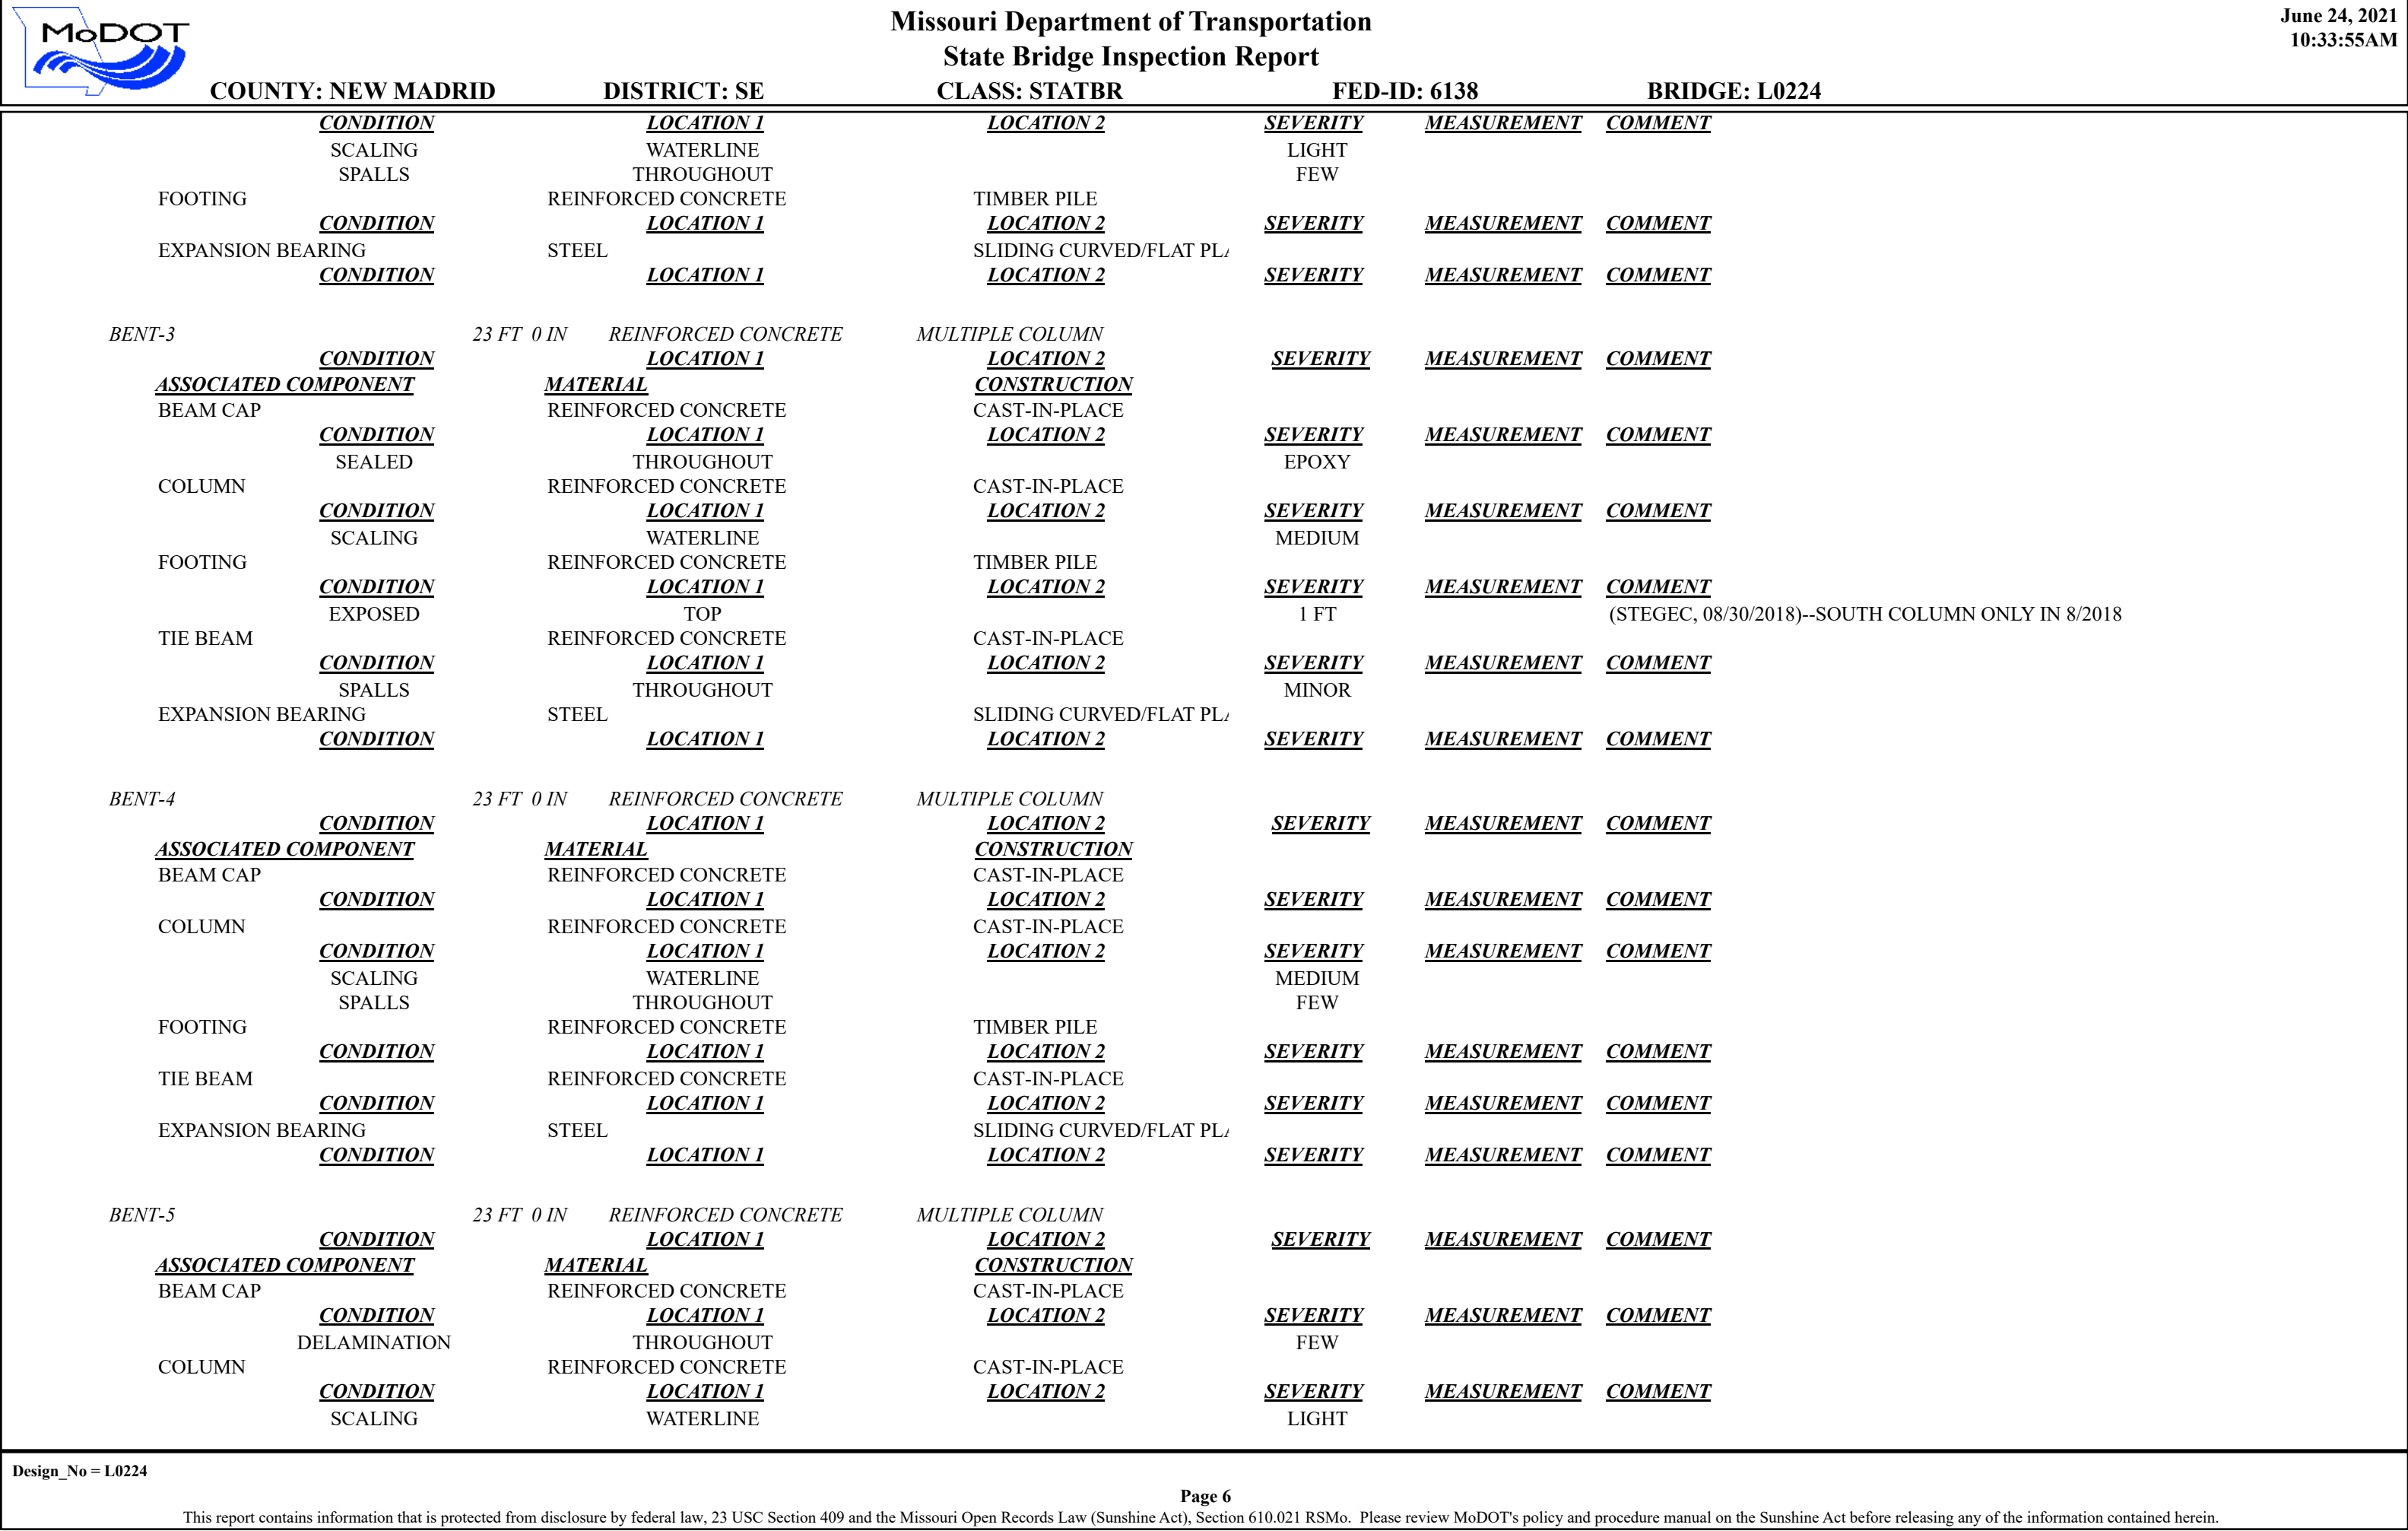 MoDOT
Missouri Department of Transportation
State Bridge Inspection Report
June 24, 2021
10:33:55AM
COUNTY: NEW MADRID DISTRICT: SE CLASS: STATBR FED-ID: 6138 BRIDGE: L0224
CONDITION LOCATION 1 LOCATION 2 SEVERITY MEASUREMENT COMMENT
SCALING WATERLINE LIGHT
SPALLS THROUGHOUT FEW
FOOTING REINFORCED CONCRETE TIMBER PILE
CONDITION LOCATION 1 LOCATION 2 SEVERITY MEASUREMENT COMMENT
EXPANSION BEARING STEEL SLIDING CURVED/FLAT PL
CONDITION LOCATION 1 LOCATION 2 SEVERITY MEASUREMENT COMMENT
BENT-3 23 FT 0 IN REINFORCED CONCRETE MULTIPLE COLUMN
CONDITION LOCATION 1 LOCATION 2 SEVERITY MEASUREMENT COMMENT
ASSOCIATED COMPONENT MATERIAL CONSTRUCTION
BEAM CAP REINFORCED CONCRETE CAST-IN-PLACE
CONDITION LOCATION 1 LOCATION 2 SEVERITY MEASUREMENT COMMENT
SEALED THROUGHOUT EPOXY
COLUMN REINFORCED CONCRETE CAST-IN-PLACE
CONDITION LOCATION 1 LOCATION 2 SEVERITY MEASUREMENT COMMENT
SCALING WATERLINE MEDIUM
FOOTING REINFORCED CONCRETE TIMBER PILE
CONDITION LOCATION 1 LOCATION 2 SEVERITY MEASUREMENT COMMENT
EXPOSED TOP 1 FT (STEGEC, 08/30/2018)--SOUTH COLUMN ONLY IN 8/2018
TIE BEAM REINFORCED CONCRETE CAST-IN-PLACE
CONDITION LOCATION 1 LOCATION 2 SEVERITY MEASUREMENT COMMENT
SPALLS THROUGHOUT MINOR
EXPANSION BEARING STEEL SLIDING CURVED/FLAT PL
CONDITION LOCATION 1 LOCATION 2 SEVERITY MEASUREMENT COMMENT
BENT-4 23 FT 0 IN REINFORCED CONCRETE MULTIPLE COLUMN
CONDITION LOCATION 1 LOCATION 2 SEVERITY MEASUREMENT COMMENT
ASSOCIATED COMPONENT MATERIAL CONSTRUCTION
BEAM CAP REINFORCED CONCRETE CAST-IN-PLACE
CONDITION LOCATION 1 LOCATION 2 SEVERITY MEASUREMENT COMMENT
COLUMN REINFORCED CONCRETE CAST-IN-PLACE
CONDITION LOCATION 1 LOCATION 2 SEVERITY MEASUREMENT COMMENT
SCALING WATERLINE MEDIUM
SPALLS THROUGHOUT FEW
FOOTING REINFORCED CONCRETE TIMBER PILE
CONDITION LOCATION 1 LOCATION 2 SEVERITY MEASUREMENT COMMENT
TIE BEAM REINFORCED CONCRETE CAST-IN-PLACE
CONDITION LOCATION 1 LOCATION 2 SEVERITY MEASUREMENT COMMENT
EXPANSION BEARING STEEL SLIDING CURVED/FLAT PL
CONDITION LOCATION 1 LOCATION 2 SEVERITY MEASUREMENT COMMENT
BENT-5 23 FT 0 IN REINFORCED CONCRETE MULTIPLE COLUMN
CONDITION LOCATION 1 LOCATION 2 SEVERITY MEASUREMENT COMMENT
ASSOCIATED COMPONENT MATERIAL CONSTRUCTION
BEAM CAP REINFORCED CONCRETE CAST-IN-PLACE
CONDITION LOCATION 1 LOCATION 2 SEVERITY MEASUREMENT COMMENT
DELAMINATION THROUGHOUT FEW
COLUMN REINFORCED CONCRETE CAST-IN-PLACE
CONDITION LOCATION 1 LOCATION 2 SEVERITY MEASUREMENT COMMENT
SCALING WATERLINE LIGHT
Design_No = L0224
Page 6
This report contains information that is protected from disclosure by federal law, 23 USC Section 409 and the Missouri Open Records Law (Sunshine Act), Section 610.021 RSMo. Please review MoDOT's policy and procedure manual on the Sunshine Act before releasing any of the information contained herein.